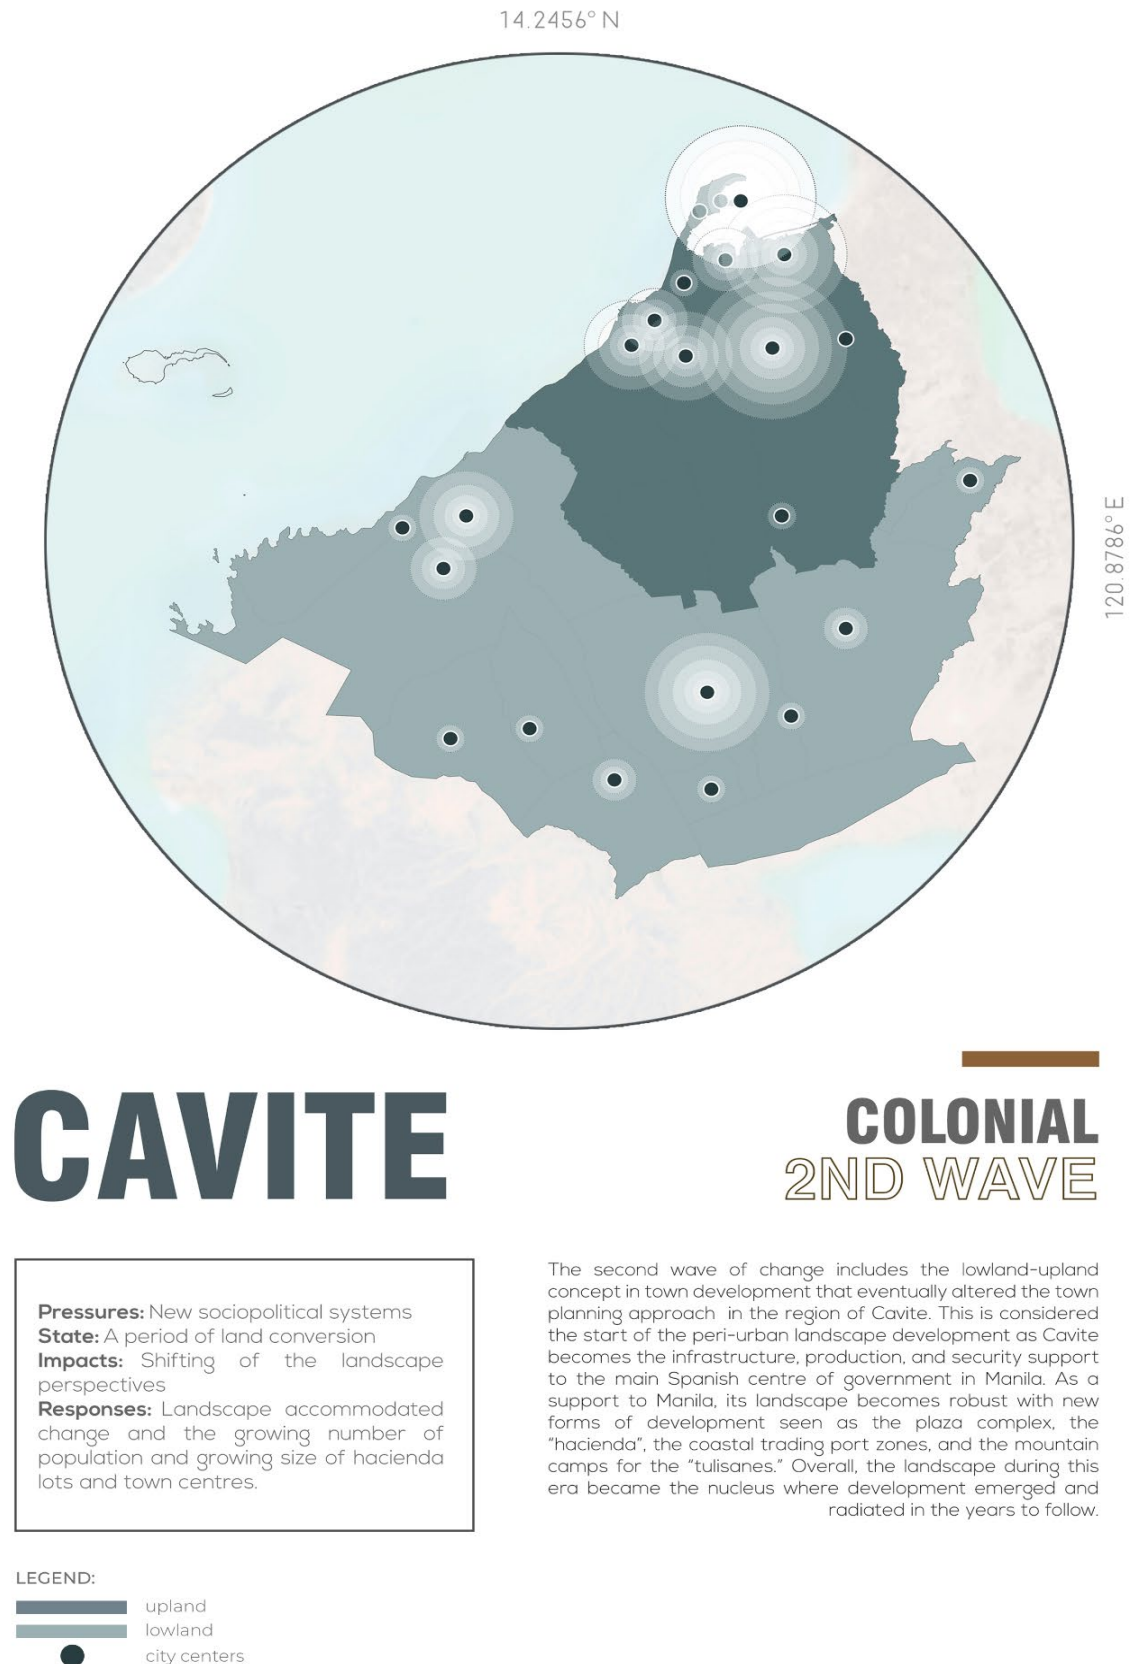 14.2456° N
120.8786° E
CAVITE
COLONIAL
2ND WAVE
Pressures: New sociopolitical systems
State: A period of land conversion
Impacts: Shifting of the landscape
perspectives
Responses: Landscape accommodated
change and the growing number of
population and growing size of hacienda
lots and town centres.
The second wave of change includes the lowland-upland
concept in town development that eventually altered the town
planning approach in the region of Cavite. This is considered
the start of the peri-urban landscape development as Cavite
becomes the infrastructure, production, and security support
to the main Spanish centre of government in Manila. As a
support to Manila, its landscape becomes robust with new
forms of development seen as the plaza complex, the
“hacienda”, the coastal trading port zones, and the mountain
camps for the “tulisanes.” Overall, the landscape during this
era became the nucleus where development emerged and
radiated in the years to follow.
LEGEND:
upland
lowland
city centers